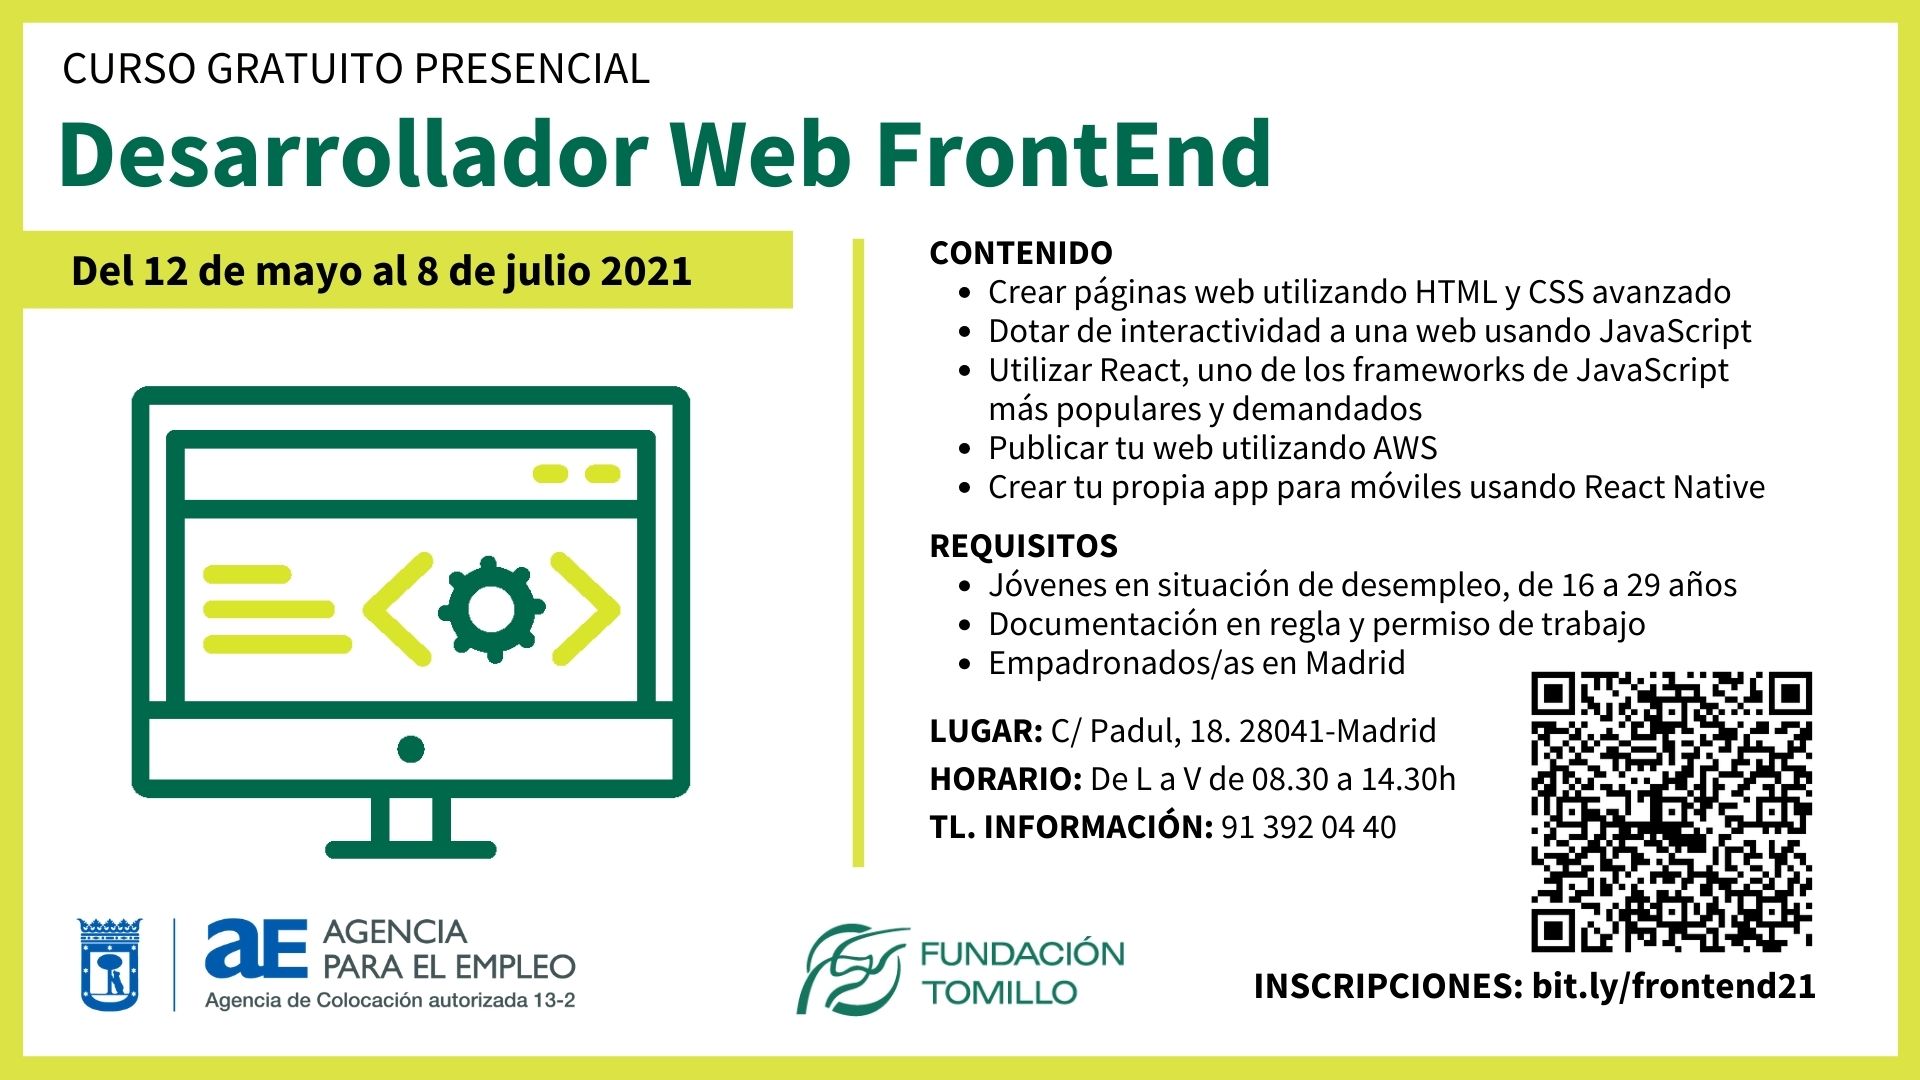 CURSO GRATUITO PRESENCIAL
Desarrollador Web FrontEnd
Del 12 de mayo al 8 de julio 2021
CONTENIDO
• Crear páginas web utilizando HTML y CSS avanzado
• Dotar de interactividad a una web usando JavaScript
• Utilizar React, uno de los frameworks de JavaScript
más populares y demandados
• Publicar tu web utilizando AWS
• Crear tu propia app para móviles usando React Native
REQUISITOS
• Jóvenes en situación de desempleo, de 16 a 29 años
• Documentación en regla y permiso de trabajo
• Empadronados/as en Madrid
LUGAR: C/ Padul, 18. 28041-Madrid
HORARIO: De L a V de 08.30 a 14.30h
TL. INFORMACIÓN: 91 392 04 40
aE AGENCIA
PARA EL EMPLEO
Agencia de Colocación autorizada 13-2
FUNDACIÓN
TOMILLO
INSCRIPCIONES: bit.ly/frontend21